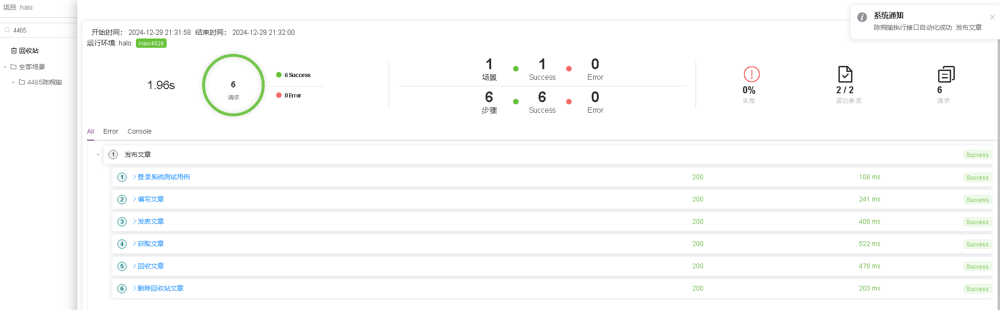 项目: halo
4465
回收站
全部场景
4465陈婉瑜
系统通知
陈婉瑜执行接口自动化成功: 发布文章
开始时间: 2024-12-29 21:31:58 结束时间: 2024-12-29 21:32:00
运行环境: halo: Halo4928
1.96s
6
请求
6 Success
0 Error
1 1 0
场景 Success Error
6 6 0
步骤 Success Error
0%
失败
2 / 2
成功断言
6
请求
All Error Console
1 发布文章 Success
1 登录系统测试用例 200 108 ms Success
2 编写文章 200 241 ms Success
3 发表文章 200 408 ms Success
4 获取文章 200 522 ms Success
5 回收文章 200 478 ms Success
6 删除回收站文章 200 203 ms Success